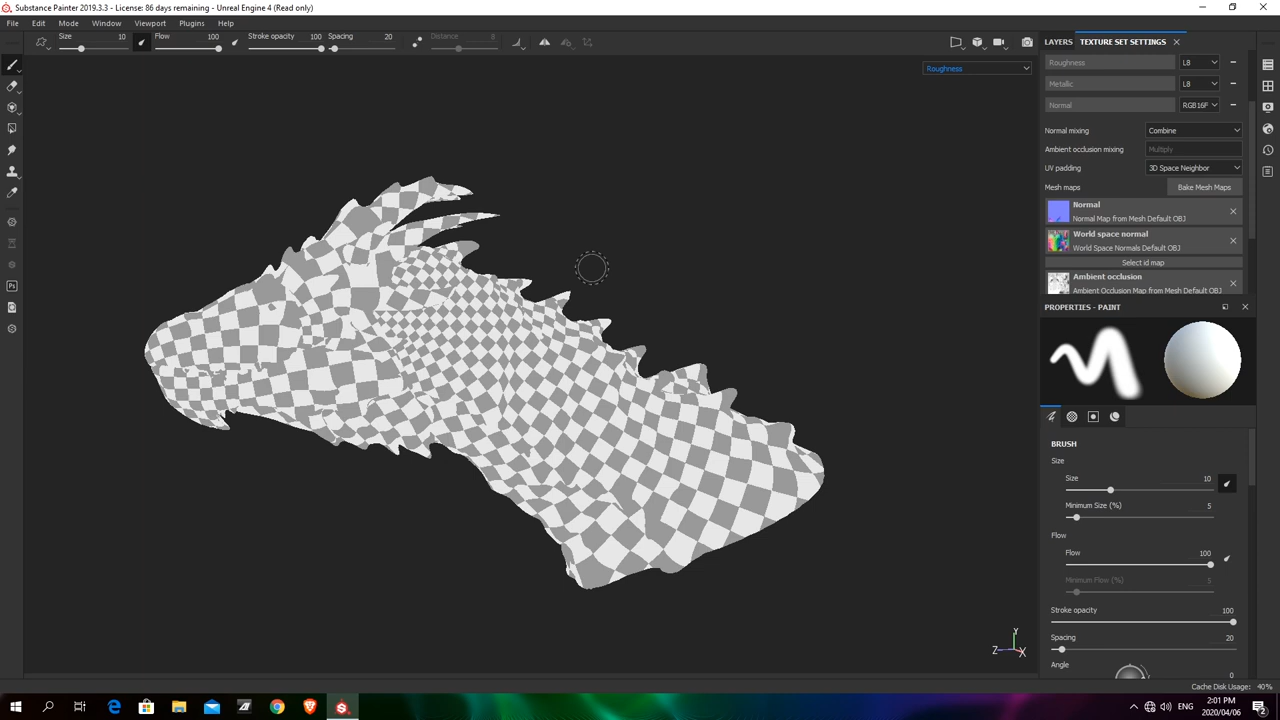 Substance Painter 2019.3.3 - License: 86 days remaining - Unreal Engine 4 (Read only)
File Edit Mode Window Viewport Plugins Help
Size 10 Flow 100 Stroke opacity 100 Spacing 20 Distance 8
LAYERS TEXTURE SET SETTINGS
Roughness
Roughness L8
Metallic L8
Normal RGB16F
Normal mixing Combine
Ambient occlusion mixing Multiply
UV padding 3D Space Neighbor
Mesh maps Bake Mesh Maps
Normal
Normal Map from Mesh Default OBJ
World space normal
World Space Normals Default OBJ
Select id map
Ambient occlusion
Ambient Occlusion Map from Mesh Default OBJ
PROPERTIES - PAINT
BRUSH
Size
Size 10
Minimum Size (%) 5
Flow
Flow 100
Minimum Flow (%) 5
Stroke opacity 100
Spacing 20
Angle 0
Y
Z X
Ps
Cache Disk Usage: 40%
2:01 PM
2020/04/06
2